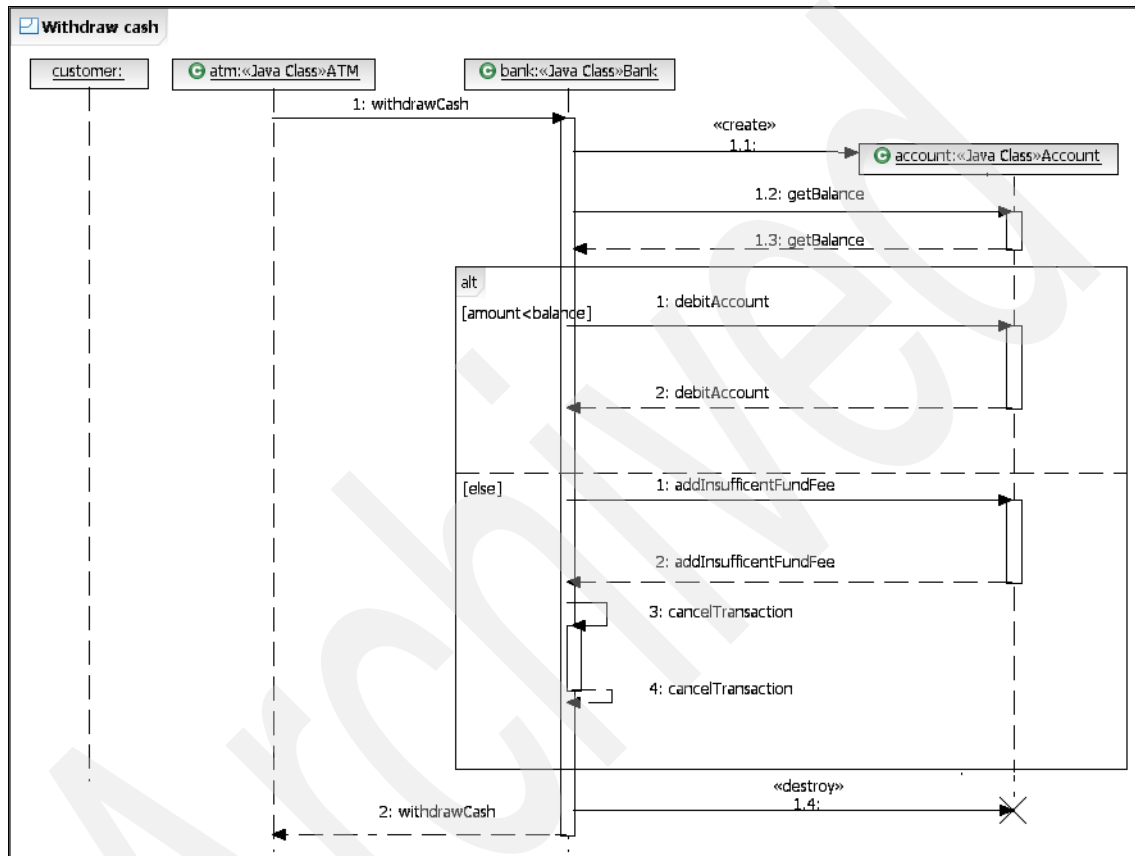 Withdraw cash
customer:
C atm:«Java Class»ATM
C bank:«Java Class»Bank
1: withdrawCash
«create»
1.1:
C account:«Java Class»Account
1.2: getBalance
1.3: getBalance
alt
[amount<balance]
1: debitAccount
2: debitAccount
[else]
1: addInsufficentFundFee
2: addInsufficentFundFee
3: cancelTransaction
4: cancelTransaction
«destroy»
1.4:
2: withdrawCash
Archived